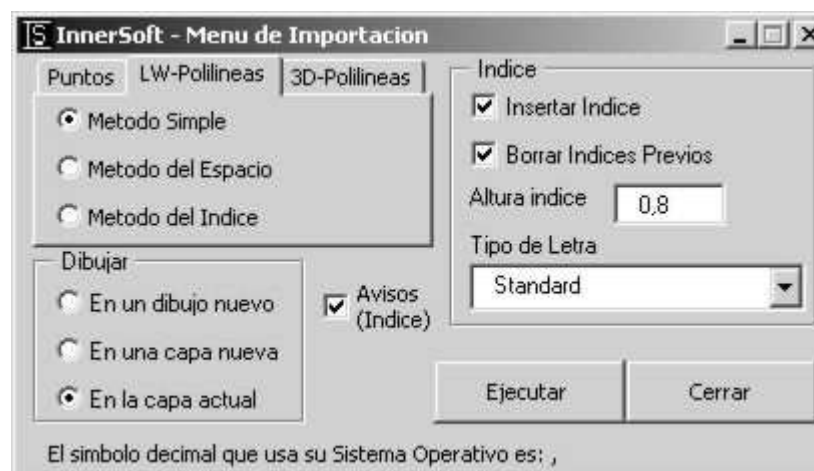 IS InnerSoft - Menu de Importacion
Puntos LW-Polilineas 3D-Polilineas
Metodo Simple
Metodo del Espacio
Metodo del Indice
Indice
Insertar Indice
Borrar Indices Previos
Altura indice 0,8
Tipo de Letra
Standard
Dibujar
En un dibujo nuevo
En una capa nueva
En la capa actual
Avisos
(Indice)
Ejecutar Cerrar
El simbolo decimal que usa su Sistema Operativo es: ,